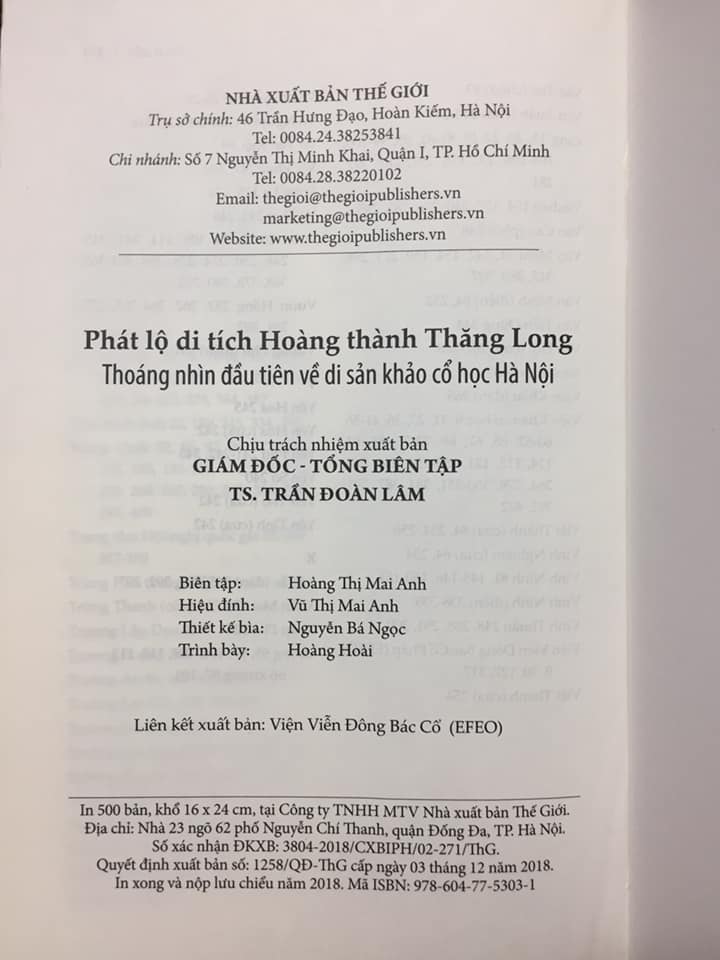 NHÀ XUẤT BẢN THẾ GIỚI
Trụ sở chính: 46 Trần Hưng Đạo, Hoàn Kiếm, Hà Nội
Tel: 0084.24.38253841
Chi nhánh: Số 7 Nguyễn Thị Minh Khai, Quận I, TP. Hồ Chí Minh
Tel: 0084.28.38220102
Email: thegioi@thegioipublishers.vn
marketing@thegioipublishers.vn
Website: www.thegioipublishers.vn
Phát lộ di tích Hoàng thành Thăng Long
Thoáng nhìn đầu tiên về di sản khảo cổ học Hà Nội
Chịu trách nhiệm xuất bản
GIÁM ĐỐC - TỔNG BIÊN TẬP
TS. TRẦN ĐOÀN LÂM
Biên tập: Hoàng Thị Mai Anh
Hiệu đính: Vũ Thị Mai Anh
Thiết kế bìa: Nguyễn Bá Ngọc
Trình bày: Hoàng Hoài
Liên kết xuất bản: Viện Viễn Đông Bác Cổ (EFEO)
In 500 bản, khổ 16 x 24 cm, tại Công ty TNHH MTV Nhà xuất bản Thế Giới.
Địa chỉ: Nhà 23 ngõ 62 phố Nguyễn Chí Thanh, quận Đống Đa, TP. Hà Nội.
Số xác nhận ĐKXB: 3804-2018/CXBIPH/02-271/ThG.
Quyết định xuất bản số: 1258/QĐ-ThG cấp ngày 03 tháng 12 năm 2018.
In xong và nộp lưu chiểu năm 2018. Mã ISBN: 978-604-77-5303-1